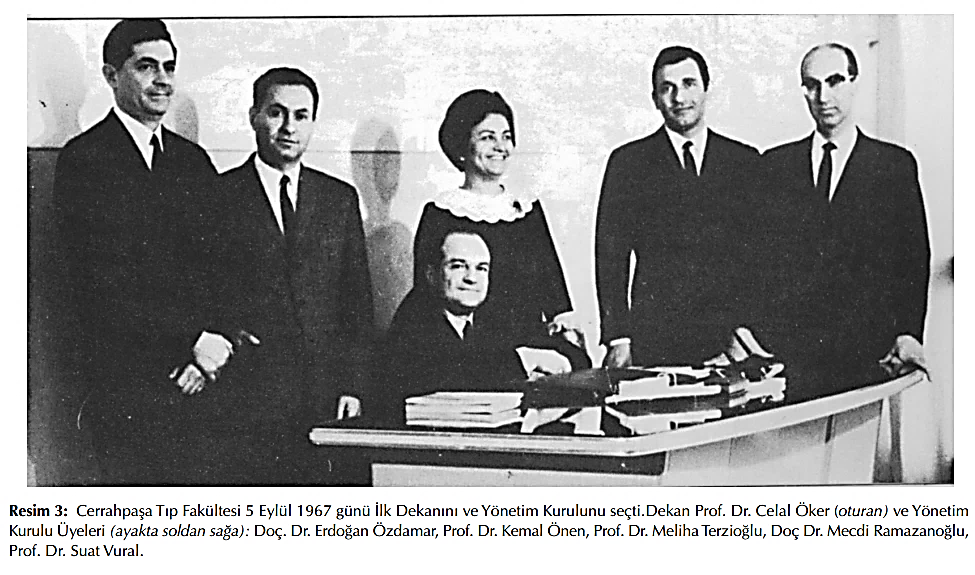 Resim 3: Cerrahpaşa Tıp Fakültesi 5 Eylül 1967 günü İlk Dekanını ve Yönetim Kurulunu seçti.Dekan Prof. Dr. Celal Öker (oturan) ve Yönetim
Kurulu Üyeleri (ayakta soldan sağa): Doç. Dr. Erdoğan Özdamar, Prof. Dr. Kemal Önen, Prof. Dr. Meliha Terzioğlu, Doç Dr. Mecdi Ramazanoğlu,
Prof. Dr. Suat Vural.